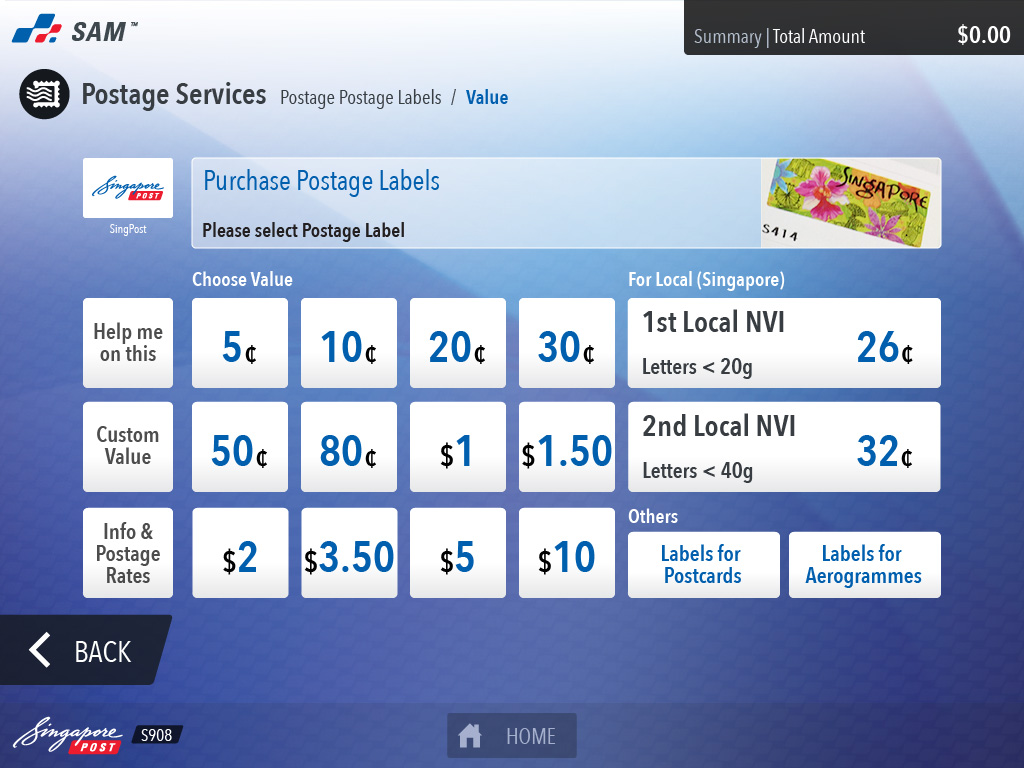 SAM™
Summary | Total Amount $0.00
Postage Services Postage Postage Labels / Value
Singapore
POST
SingPost
Purchase Postage Labels
Please select Postage Label
SINGAPORE
S414
Choose Value
For Local (Singapore)
Help me
on this
5¢ 10¢ 20¢ 30¢
1st Local NVI
Letters < 20g
26¢
Custom
Value
50¢ 80¢ $1 $1.50
2nd Local NVI
Letters < 40g
32¢
Info &
Postage
Rates
$2 $3.50 $5 $10
Others
Labels for
Postcards
Labels for
Aerogrammes
BACK
Singapore
POST
S908
HOME